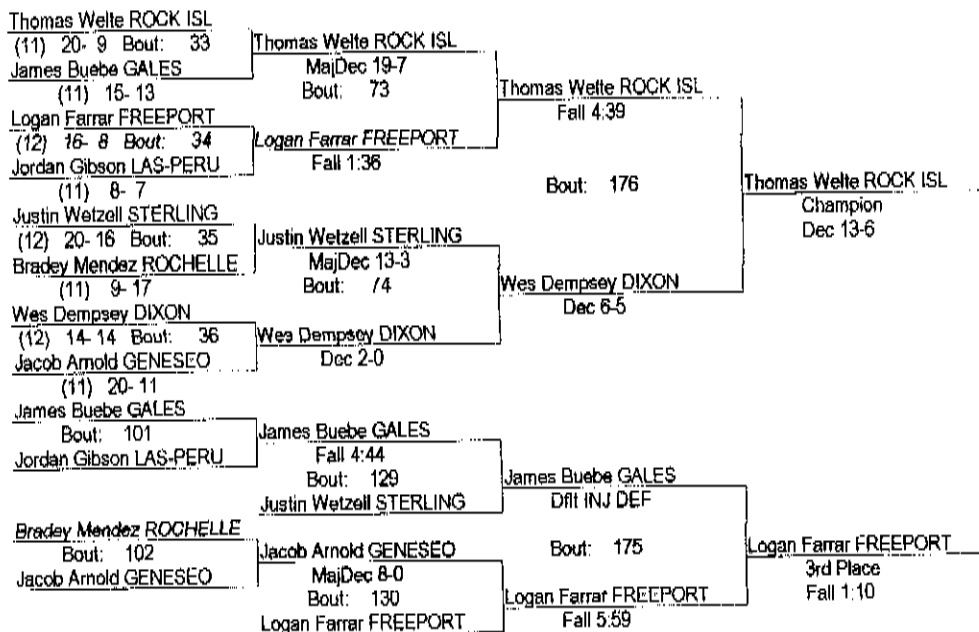 Thomas Welte ROCK ISL
(11) 20- 9 Bout: 33
James Buebe GALES
(11) 15- 13
Logan Farrar FREEPORT
(12) 16- 8 Bout: 34
Jordan Gibson LAS-PERU
(11) 8- 7
Justin Wetzell STERLING
(12) 20- 16 Bout: 35
Bradey Mendez ROCHELLE
(11) 9- 17
Wes Dempsey DIXON
(12) 14- 14 Bout: 36
Jacob Arnold GENESEO
(11) 20- 11
James Buebe GALES
Bout: 101
Jordan Gibson LAS-PERU
Bradey Mendez ROCHELLE
Bout: 102
Jacob Arnold GENESEO
Thomas Welte ROCK ISL
MajDec 19-7
Bout: 73
Logan Farrar FREEPORT
Fall 1:36
Justin Wetzell STERLING
MajDec 13-3
Bout: 74
Wes Dempsey DIXON
Dec 2-0
James Buebe GALES
Fall 4:44
Bout: 129
Justin Wetzell STERLING
Jacob Arnold GENESEO
MajDec 8-0
Bout: 130
Logan Farrar FREEPORT
Thomas Welte ROCK ISL
Fall 4:39
Bout: 176
Wes Dempsey DIXON
Dec 6-5
James Buebe GALES
Dflt INJ DEF
Bout: 175
Logan Farrar FREEPORT
Fall 5:59
Thomas Welte ROCK ISL
Champion
Dec 13-6
Logan Farrar FREEPORT
3rd Place
Fall 1:10